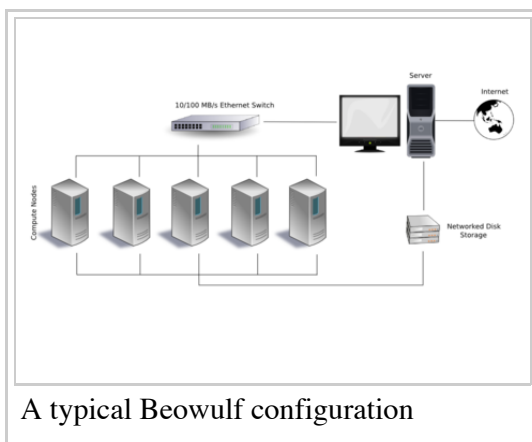 Server
Internet
10/100 MB/s Ethernet Switch
Compute Nodes
Networked Disk
Storage
A typical Beowulf configuration